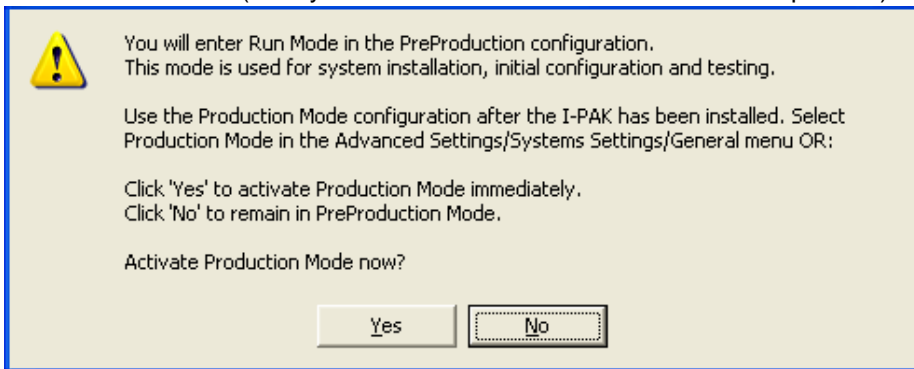 You will enter Run Mode in the PreProduction configuration.
This mode is used for system installation, initial configuration and testing.
Use the Production Mode configuration after the I-PAK has been installed. Select
Production Mode in the Advanced Settings/Systems Settings/General menu OR:
Click 'Yes' to activate Production Mode immediately.
Click 'No' to remain in PreProduction Mode.
Activate Production Mode now?
Yes No